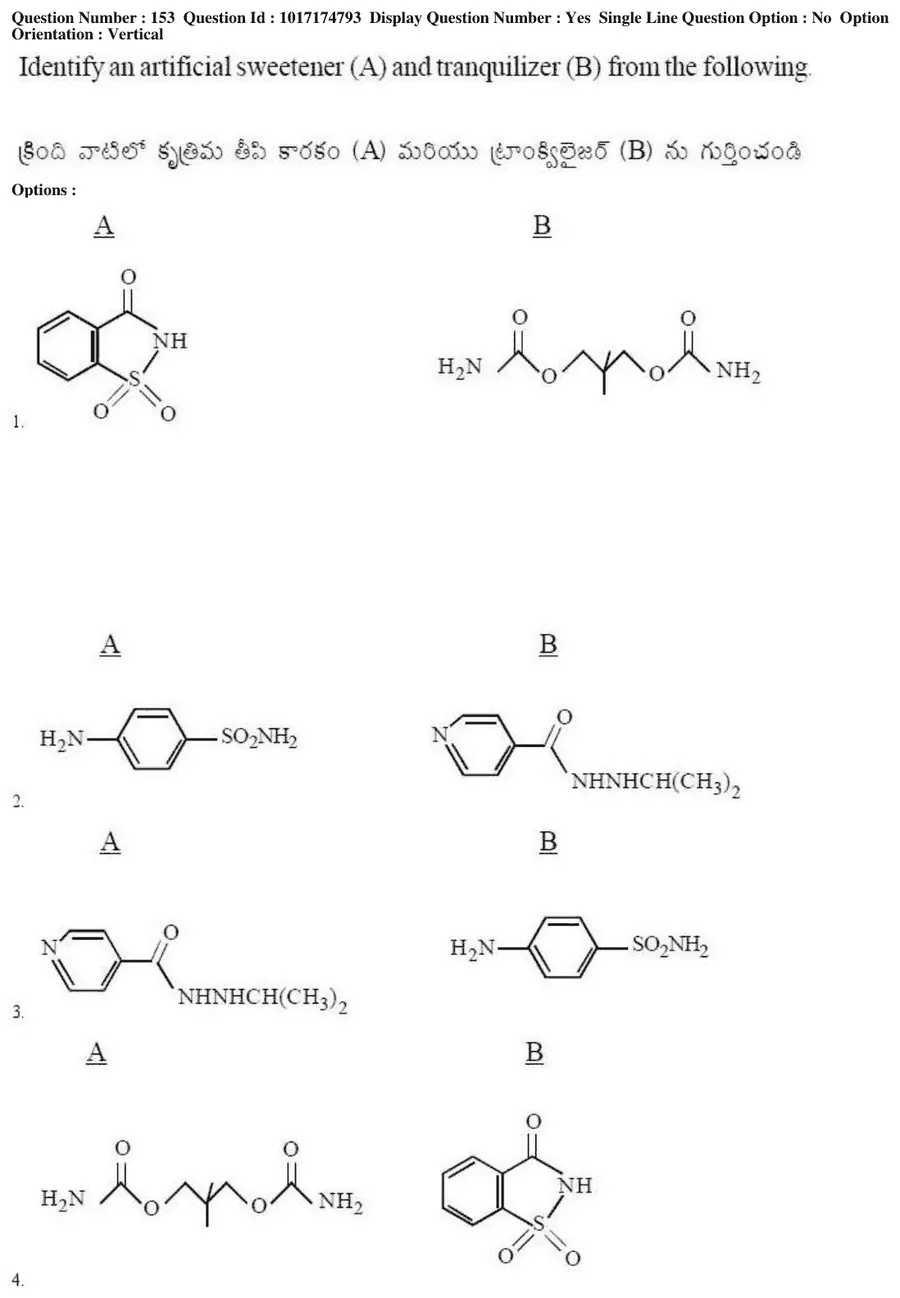 Question Number : 153 Question Id : 1017174793 Display Question Number : Yes Single Line Question Option : No Option
Orientation : Vertical
Identify an artificial sweetener (A) and tranquilizer (B) from the following.
క్రింది వాటిలో కృత్రిమ తీపి కారకం (A) మరియు ట్రాంక్విలైజర్ (B) ను గుర్తించండి
Options :
A B
O
NH
S
O O
O O
H₂N O O NH₂
1.
A B
H₂N SO₂NH₂
N O
NHNHCH(CH₃)₂
2.
A B
N O
NHNHCH(CH₃)₂
H₂N SO₂NH₂
3.
A B
O O
H₂N O O NH₂
O
NH
S
O O
4.